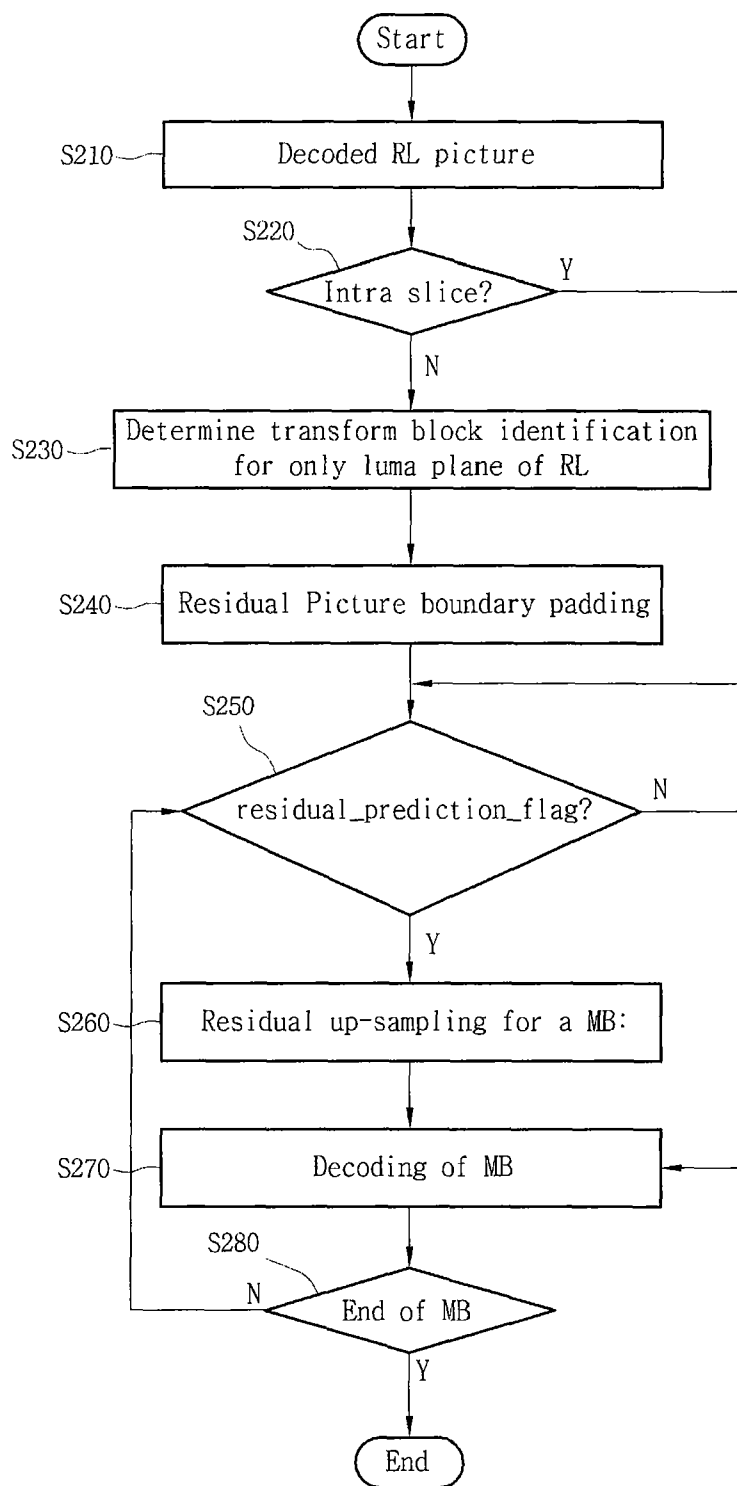 Start
S210
Decoded RL picture
S220
Intra slice?
Y
N
S230
Determine transform block identification
for only luma plane of RL
S240
Residual Picture boundary padding
S250
residual_prediction_flag?
N
Y
S260
Residual up-sampling for a MB:
S270
Decoding of MB
S280
N
End of MB
Y
End